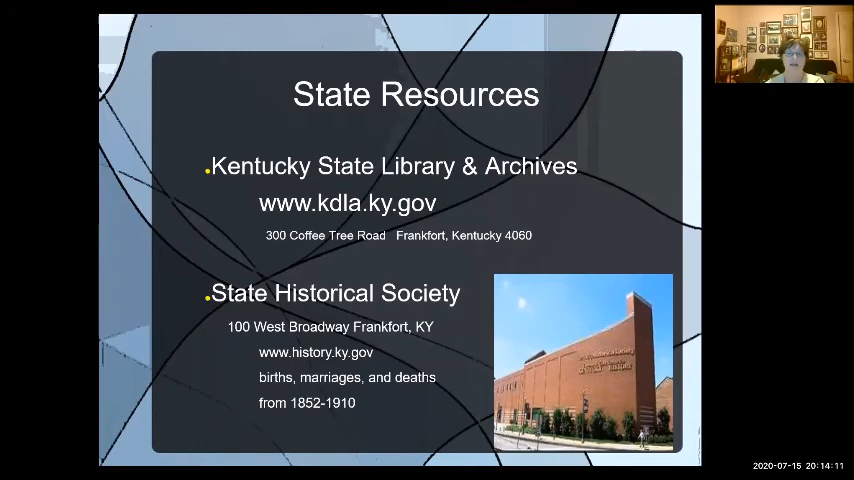 State Resources
Kentucky State Library & Archives
www.kdla.ky.gov
300 Coffee Tree Road Frankfort, Kentucky 4060
State Historical Society
100 West Broadway Frankfort, KY
www.history.ky.gov
births, marriages, and deaths
from 1852-1910
Historical Society
2020-07-15 20:14:11